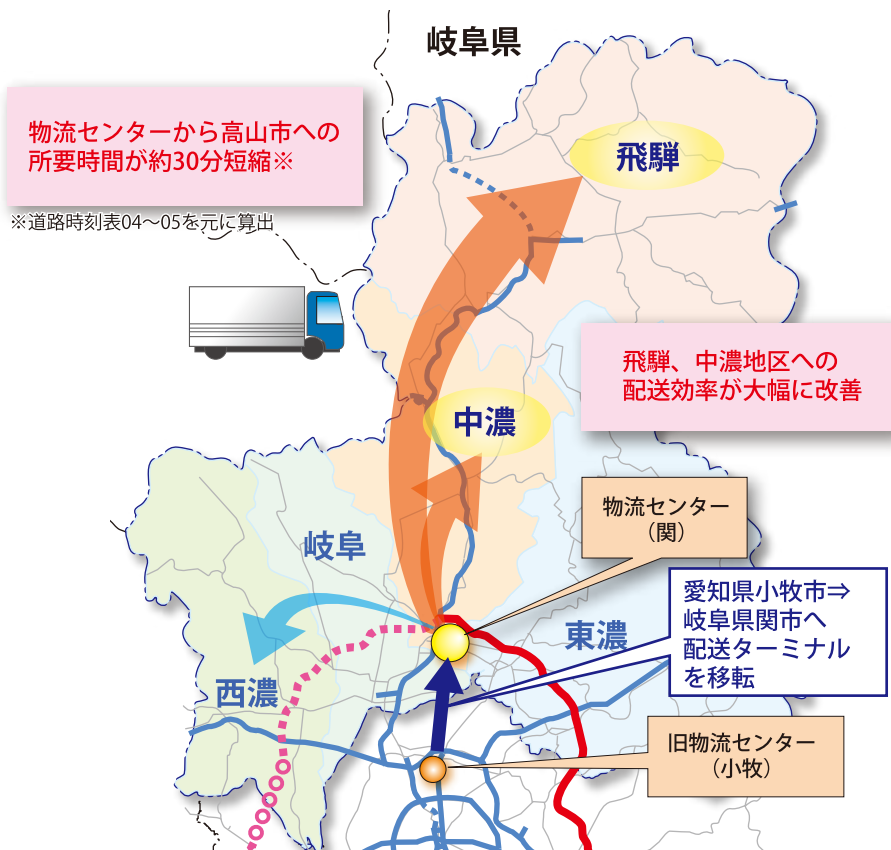 岐阜県
物流センターから高山市への
所要時間が約30分短縮※
※道路時刻表04～05を元に算出
飛騨
飛騨、中濃地区への
配送効率が大幅に改善
中濃
物流センター
（関）
岐阜
愛知県小牧市⇒
岐阜県関市へ
配送ターミナル
を移転
東濃
西濃
旧物流センター
（小牧）